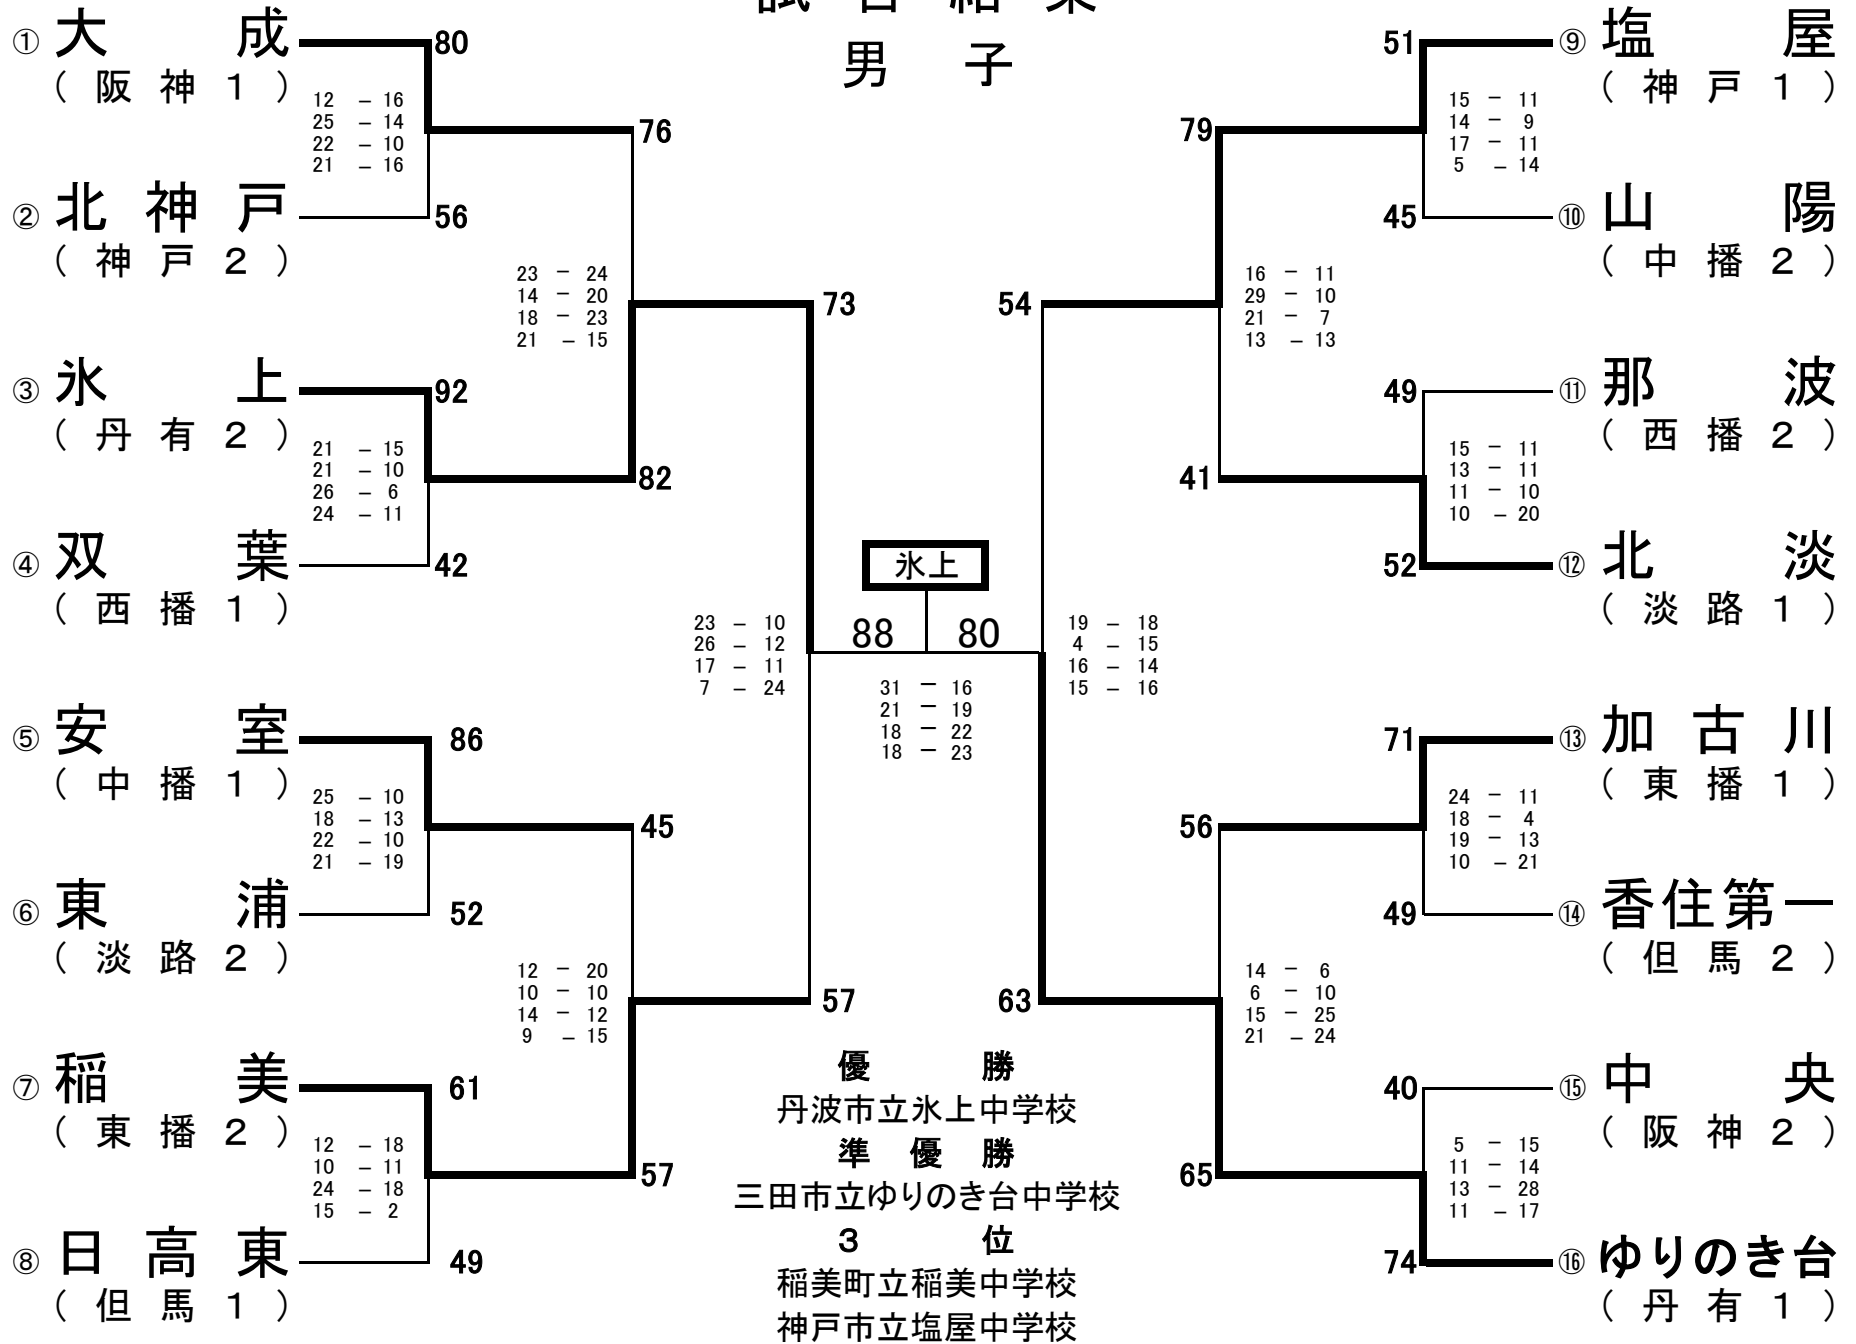 試合結果
男子
① 大成 80
(阪神1)
12 – 16
25 – 14
22 – 10
21 – 16
② 北神戸 56
(神戸2)
76
23 – 24
14 – 20
18 – 23
21 – 15
③ 氷上 92
(丹有2)
21 – 15
21 – 10
26 – 6
24 – 11
④ 双葉 42
(西播1)
82
73
23 – 10
26 – 12
17 – 11
7 – 24
⑤ 安室 86
(中播1)
25 – 10
18 – 13
22 – 10
21 – 19
⑥ 東浦 52
(淡路2)
45
12 – 20
10 – 10
14 – 12
9 – 15
⑦ 稲美 61
(東播2)
12 – 18
10 – 11
24 – 18
15 – 2
⑧ 日高東 49
(但馬1)
57
57
氷上
88 80
31 – 16
21 – 19
18 – 22
18 – 23
51 ⑨ 塩屋
(神戸1)
15 – 11
14 – 9
17 – 11
5 – 14
45 ⑩ 山陽
(中播2)
79
16 – 11
29 – 10
21 – 7
13 – 13
49 ⑪ 那波
(西播2)
15 – 11
13 – 11
11 – 10
10 – 20
52 ⑫ 北淡
(淡路1)
41
54
19 – 18
4 – 15
16 – 14
15 – 16
71 ⑬ 加古川
(東播1)
24 – 11
18 – 4
19 – 13
10 – 21
49 ⑭ 香住第一
(但馬2)
56
14 – 6
6 – 10
15 – 25
21 – 24
40 ⑮ 中央
(阪神2)
5 – 15
11 – 14
13 – 28
11 – 17
74 ⑯ ゆりのき台
(丹有1)
65
63
優勝
丹波市立氷上中学校
準優勝
三田市立ゆりのき台中学校
3位
稲美町立稲美中学校
神戸市立塩屋中学校